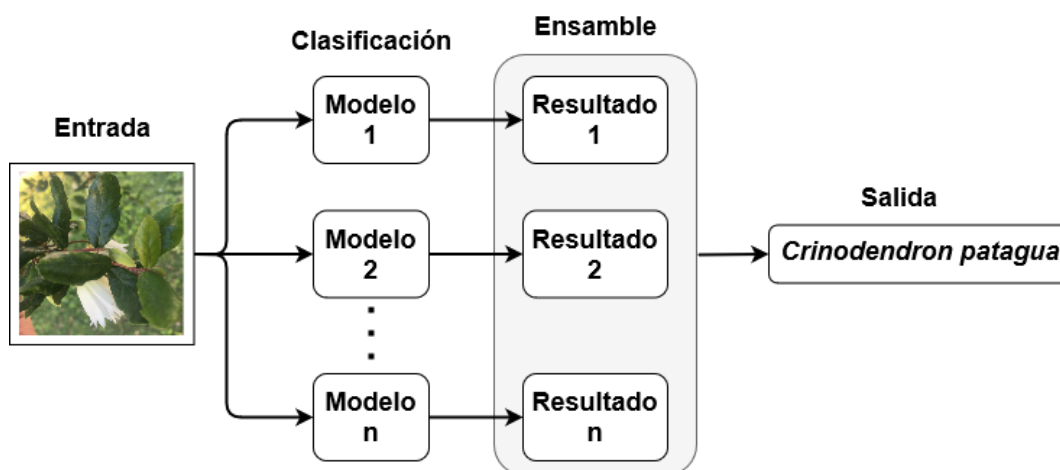 Entrada
Clasificación
Modelo
1
Modelo
2
Modelo
n
Ensamble
Resultado
1
Resultado
2
Resultado
n
Salida
Crinodendron patagua